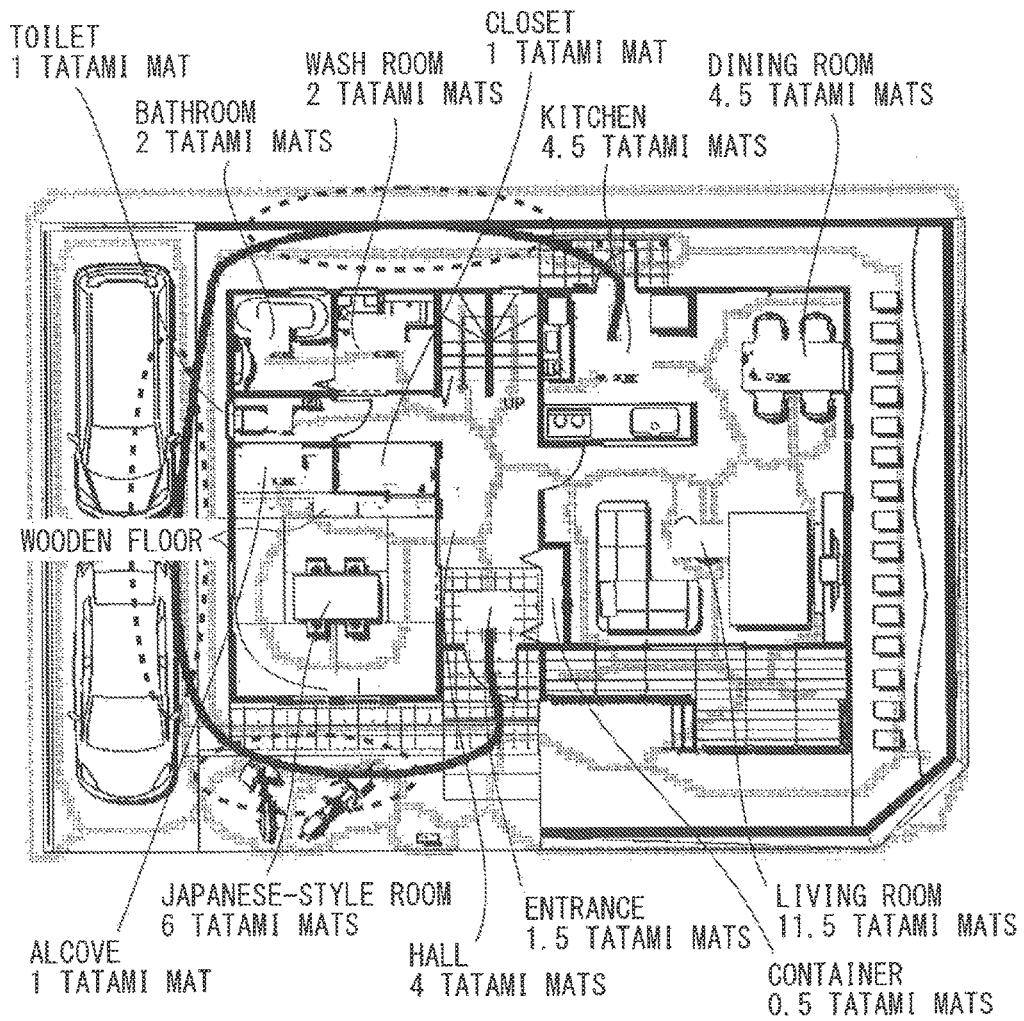 TOILET
1 TATAMI MAT
BATHROOM
2 TATAMI MATS
WASH ROOM
2 TATAMI MATS
CLOSET
1 TATAMI MAT
KITCHEN
4.5 TATAMI MATS
DINING ROOM
4.5 TATAMI MATS
UP
WOODEN FLOOR
JAPANESE-STYLE ROOM
6 TATAMI MATS
ALCOVE
1 TATAMI MAT
HALL
4 TATAMI MATS
ENTRANCE
1.5 TATAMI MATS
LIVING ROOM
11.5 TATAMI MATS
CONTAINER
0.5 TATAMI MATS